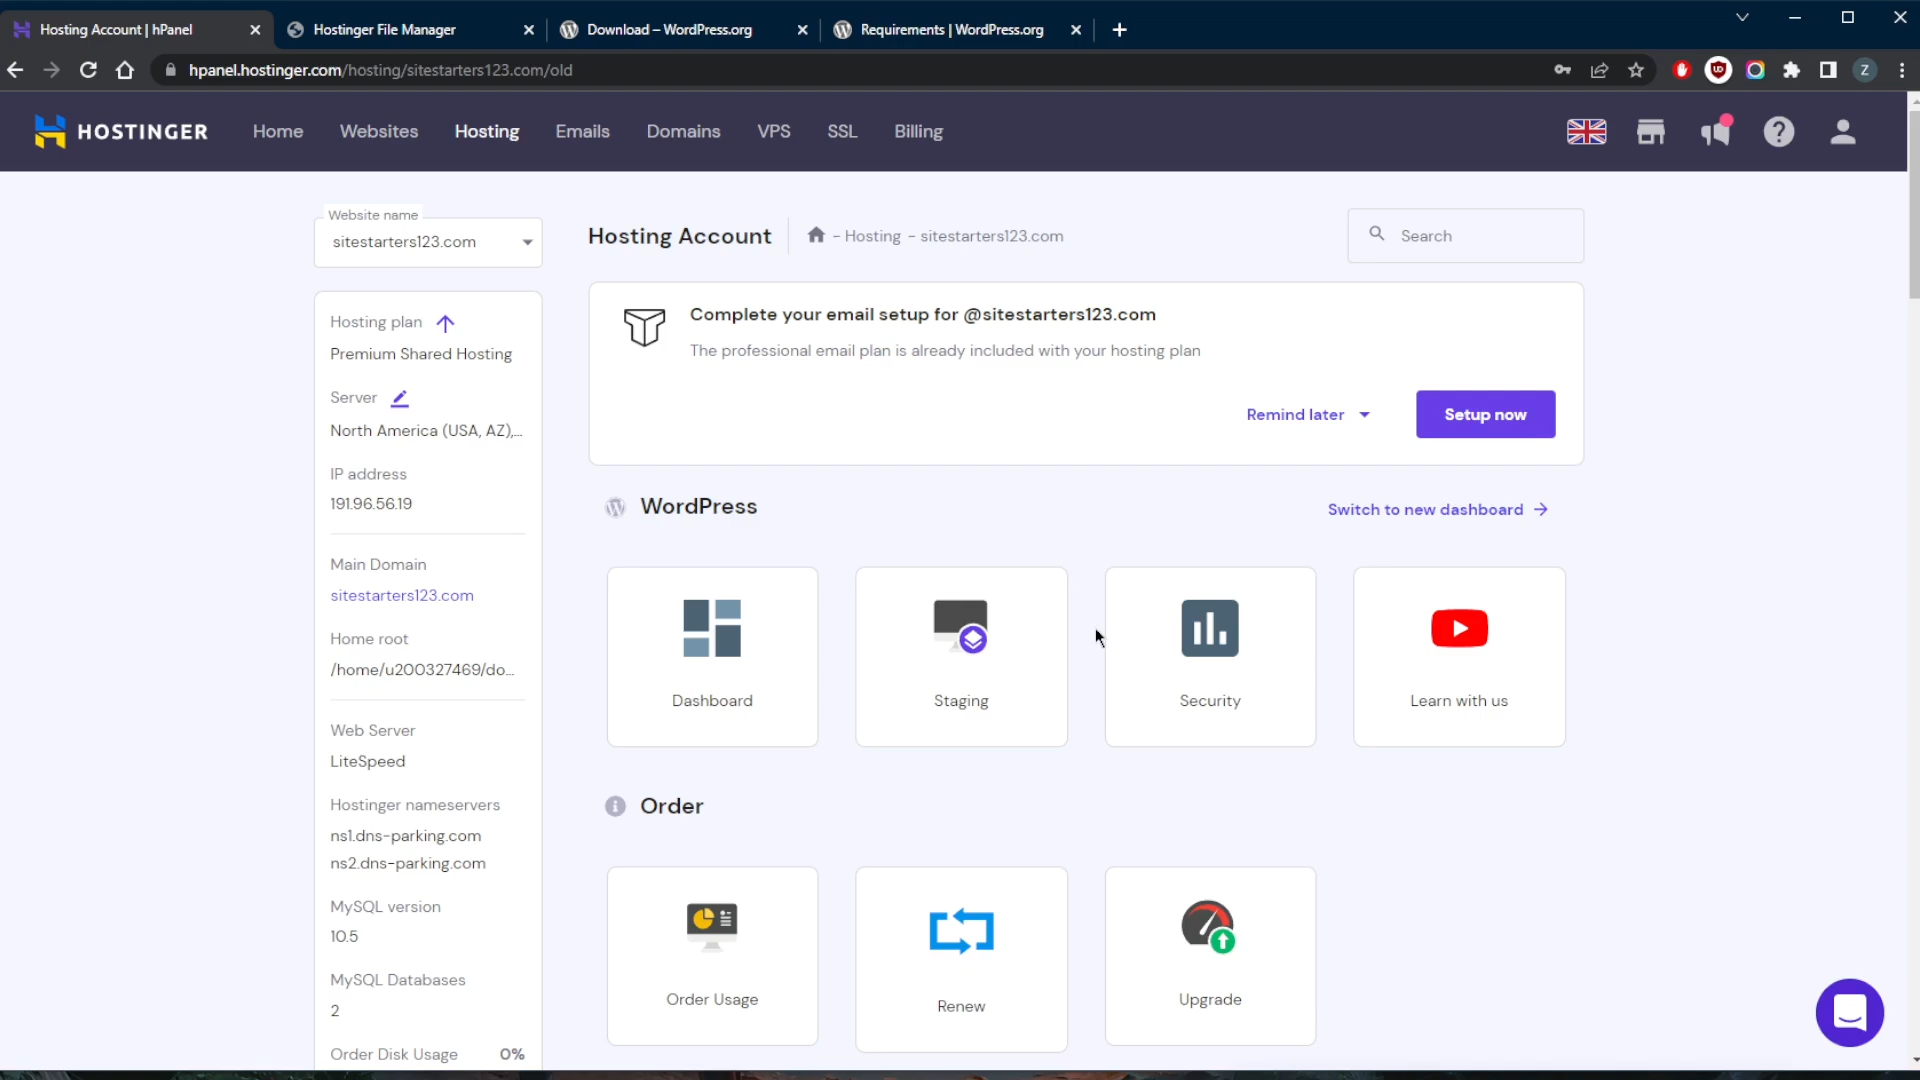 Hosting Account | hPanel
Hostinger File Manager
Download – WordPress.org
Requirements | WordPress.org
hpanel.hostinger.com/hosting/sitestarters123.com/old
Z
HOSTINGER
Home
Websites
Hosting
Emails
Domains
VPS
SSL
Billing
Website name
sitestarters123.com
Hosting Account
- Hosting - sitestarters123.com
Search
Complete your email setup for @sitestarters123.com
The professional email plan is already included with your hosting plan
Remind later
Setup now
Hosting plan
Premium Shared Hosting
Server
North America (USA, AZ),...
IP address
191.96.56.19
Main Domain
sitestarters123.com
Home root
/home/u200327469/do...
Web Server
LiteSpeed
Hostinger nameservers
ns1.dns-parking.com
ns2.dns-parking.com
MySQL version
10.5
MySQL Databases
2
Order Disk Usage 0%
WordPress
Switch to new dashboard
Dashboard
Staging
Security
Learn with us
Order
Order Usage
Renew
Upgrade